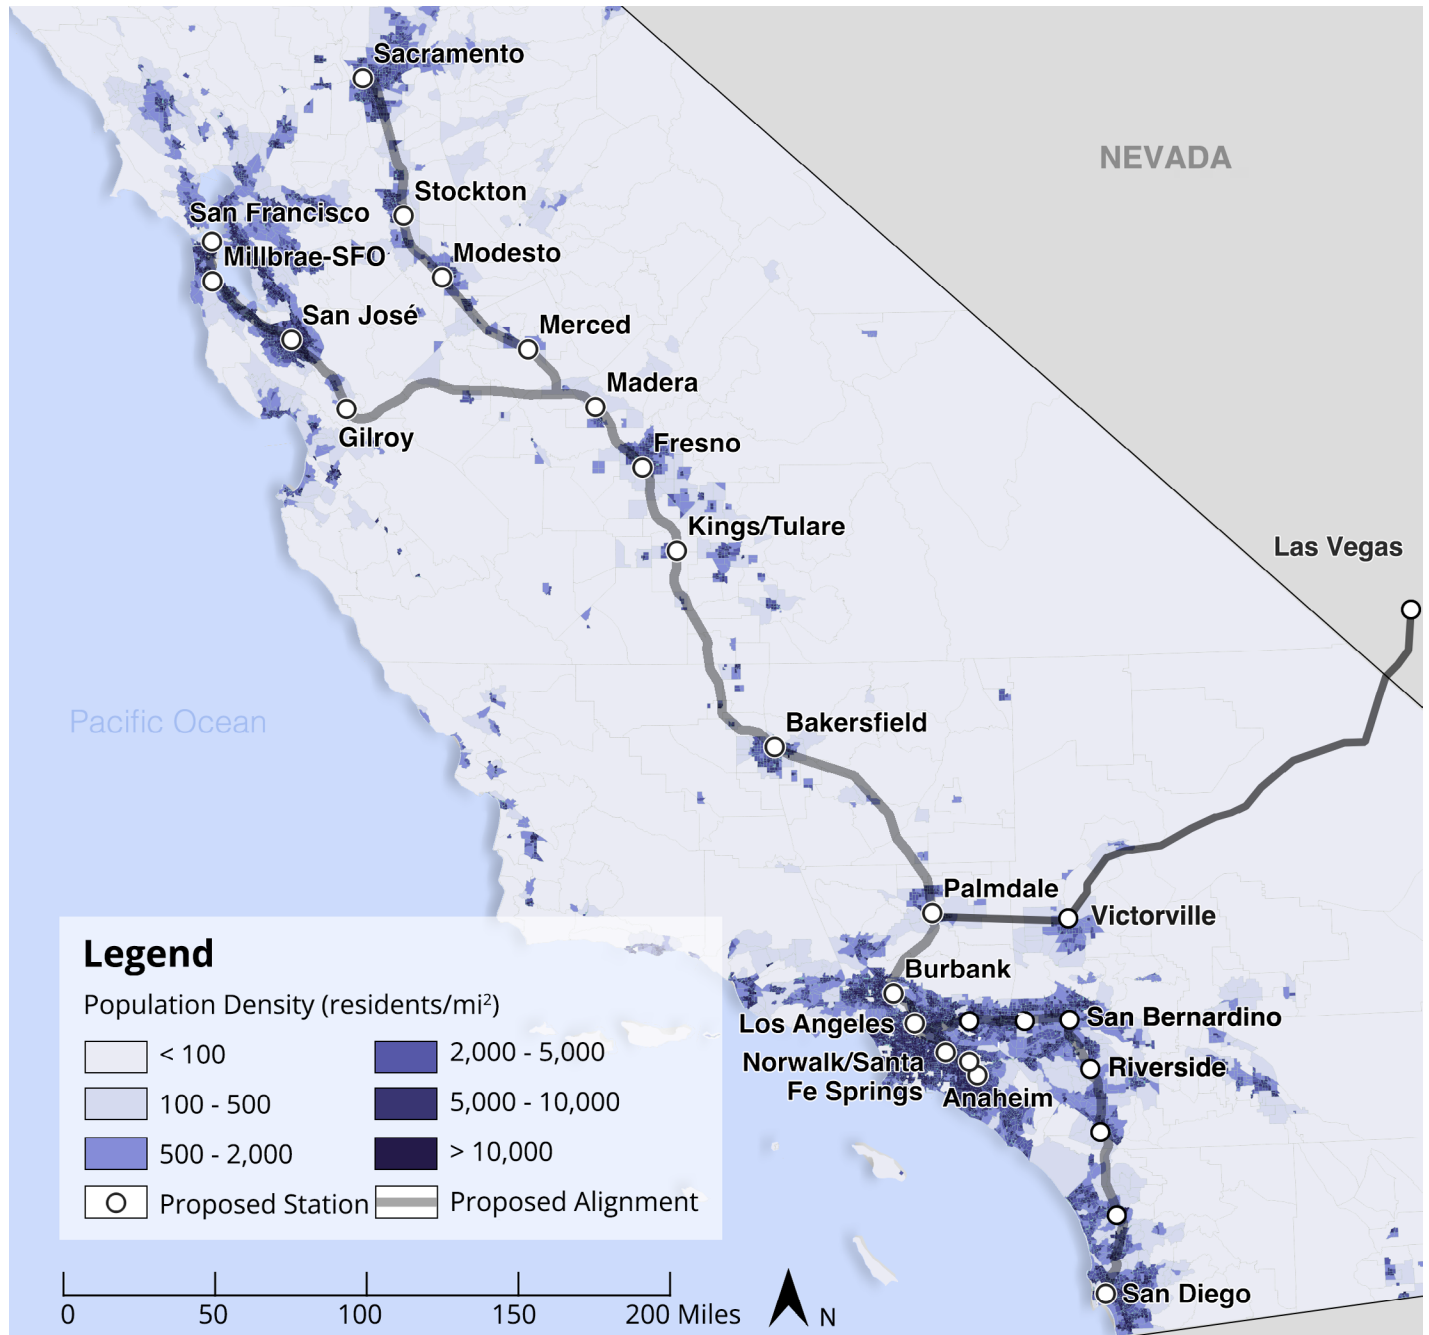 Sacramento
NEVADA
Stockton
San Francisco
Modesto
Millbrae-SFO
San José
Merced
Madera
Gilroy
Fresno
Kings/Tulare
Las Vegas
Pacific Ocean
Bakersfield
Palmdale
Victorville
Burbank
Los Angeles
San Bernardino
Norwalk/Santa
Fe Springs
Riverside
Anaheim
San Diego
Legend
Population Density (residents/mi²)
< 100
2,000 - 5,000
100 - 500
5,000 - 10,000
500 - 2,000
> 10,000
Proposed Station
Proposed Alignment
0 50 100 150 200 Miles
N